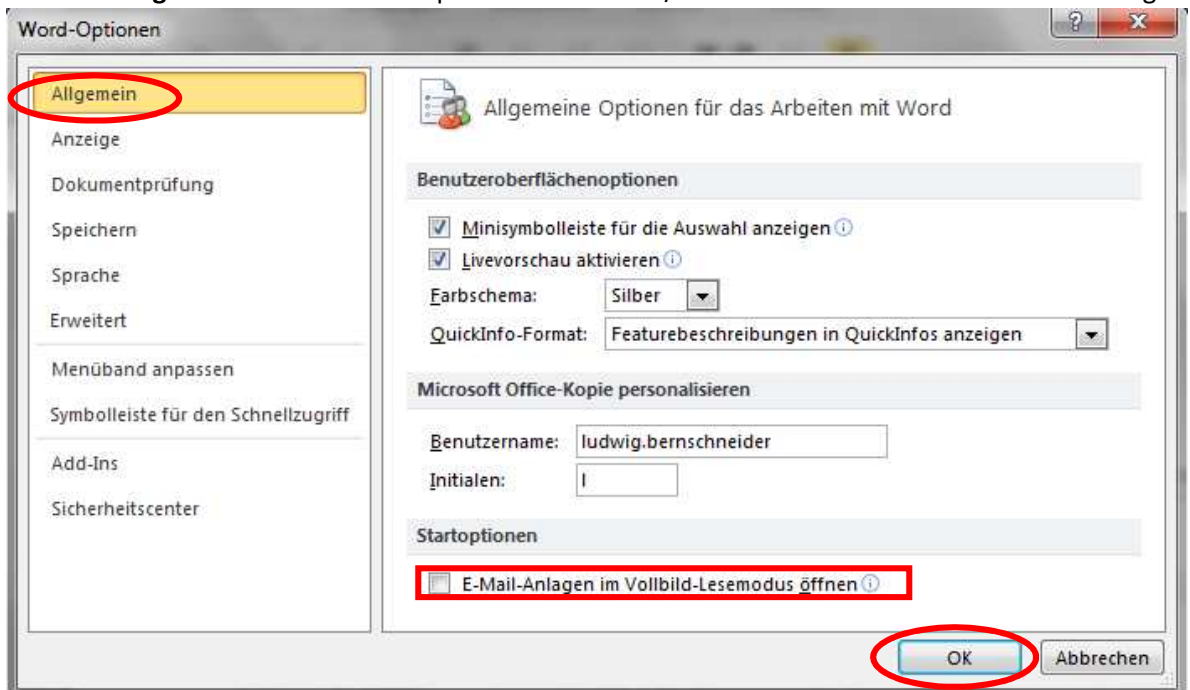 Word-Optionen
Allgemein
Anzeige
Dokumentprüfung
Speichern
Sprache
Erweitert
Menüband anpassen
Symbolleiste für den Schnellzugriff
Add-Ins
Sicherheitscenter
Allgemeine Optionen für das Arbeiten mit Word
Benutzeroberflächenoptionen
Minisymbolleiste für die Auswahl anzeigen
Livevorschau aktivieren
Farbschema: Silber
QuickInfo-Format: Featurebeschreibungen in QuickInfos anzeigen
Microsoft Office-Kopie personalisieren
Benutzername: ludwig.bernschneider
Initialen: l
Startoptionen
E-Mail-Anlagen im Vollbild-Lesemodus öffnen
OK Abbrechen